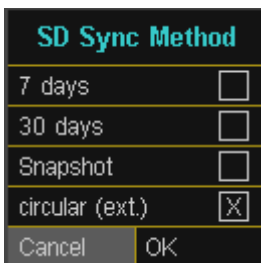 SD Sync Method
7 days
30 days
Snapshot
circular (ext.) X
Cancel OK